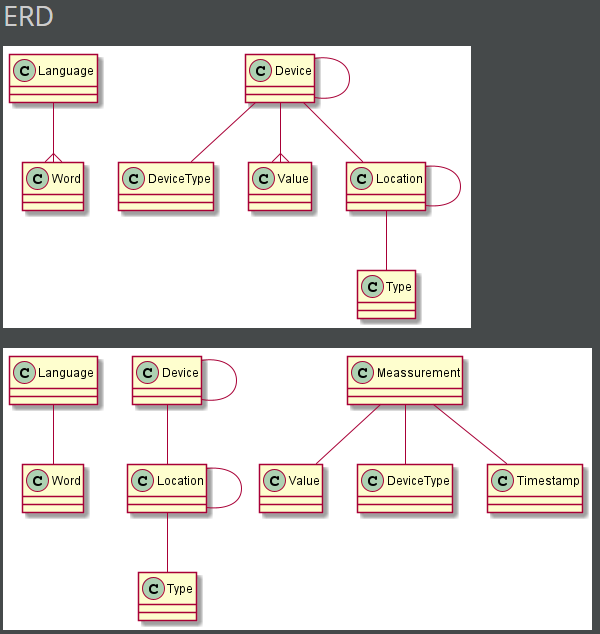 ERD
C Language
C Device
C Word
C DeviceType
C Value
C Location
C Type
C Language
C Device
C Meassurement
C Word
C Location
C Value
C DeviceType
C Timestamp
C Type